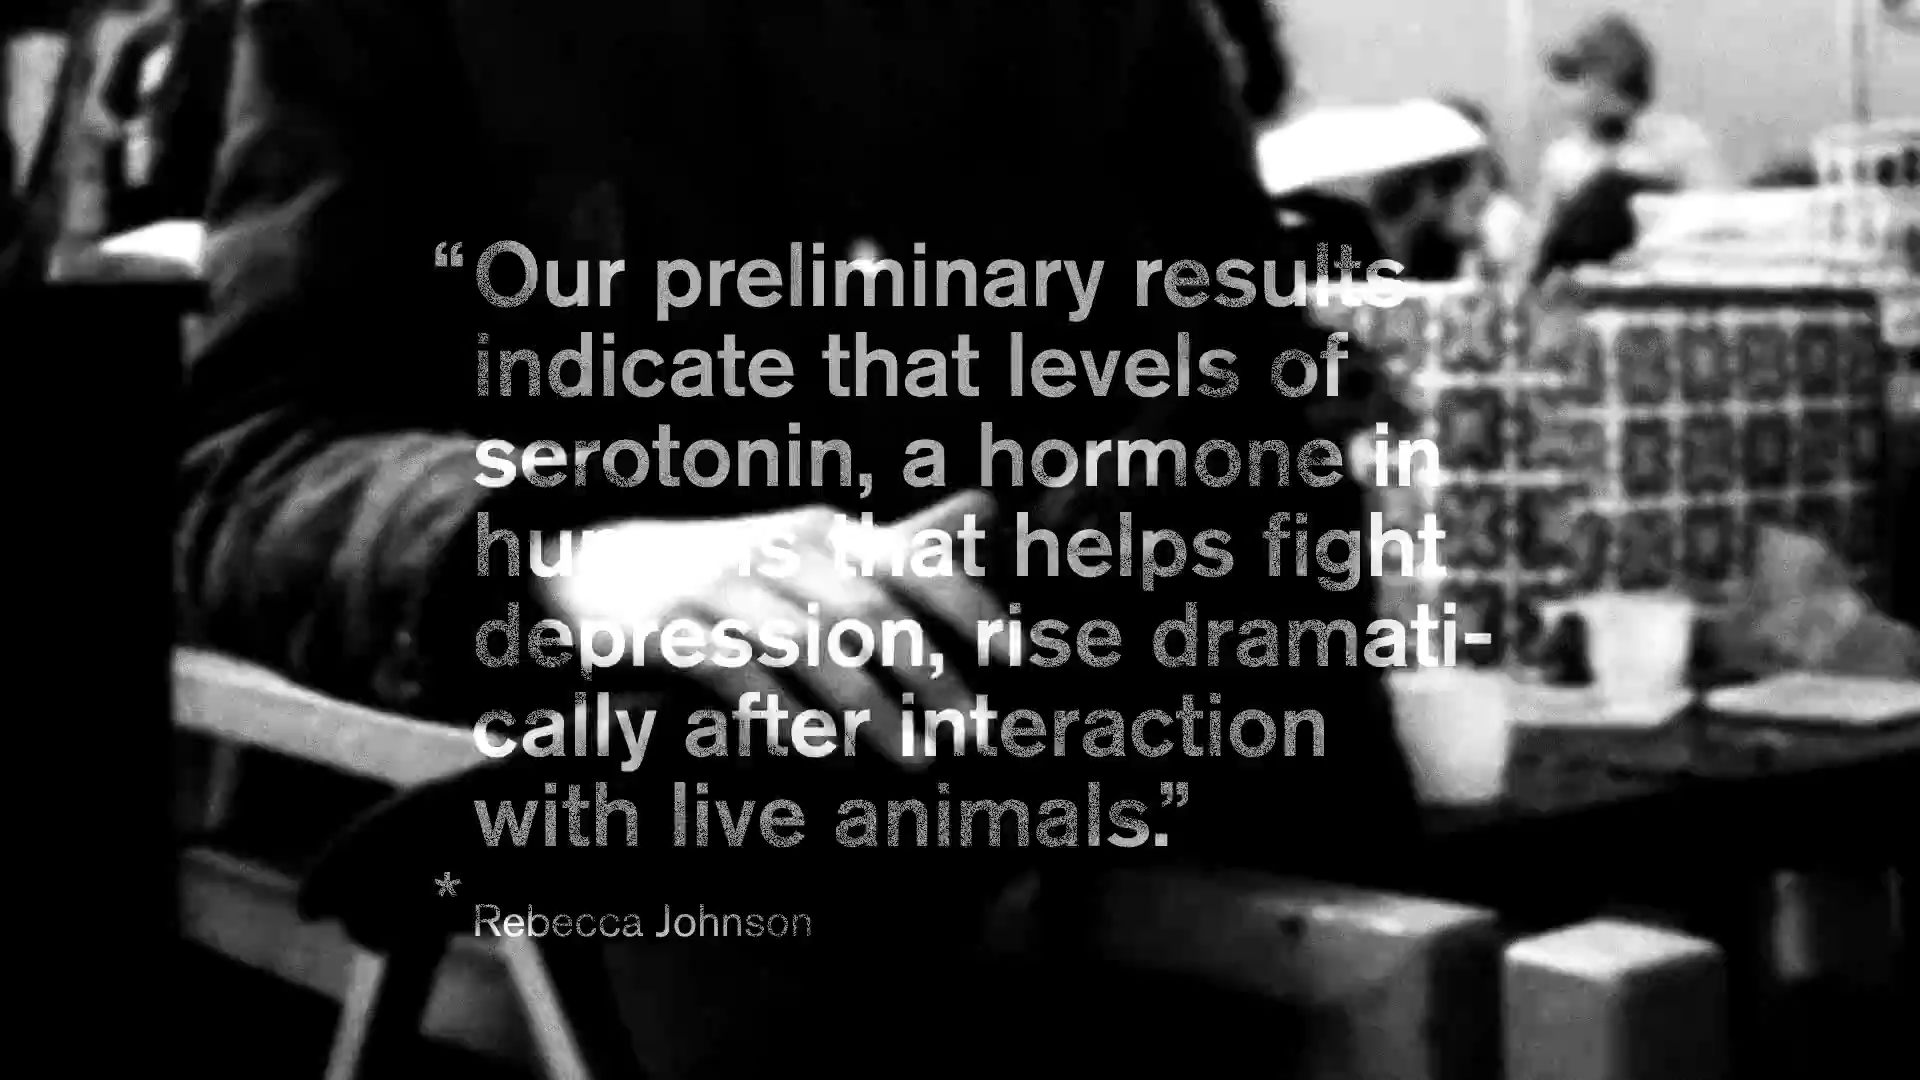 “Our preliminary results
indicate that levels of
serotonin, a hormone in
humans that helps fight
depression, rise dramati-
cally after interaction
with live animals.”
*
Rebecca Johnson